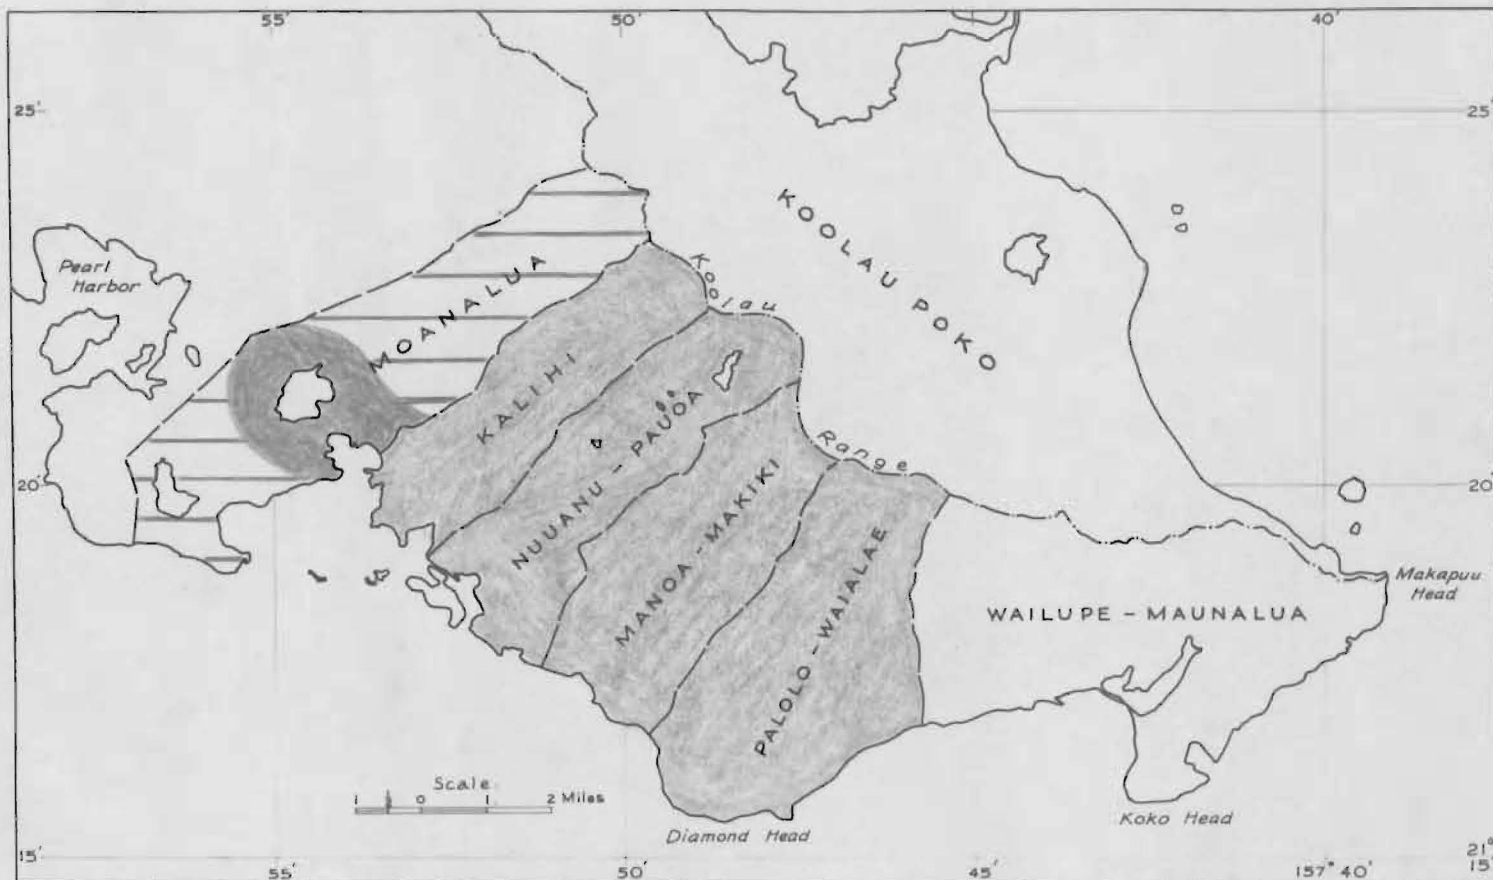 55'
50'
40'
25'
25'
KOOLAU POKO
Pearl
Harbor
MOANALUA
Koolau
Range
KALIHI
NUUANU - PAUOA
20'
20'
MANOA - MAKIKI
PALOLO - WAIALAE
Makapuu
Head
WAILUPE - MAUNALUA
Scale
1 0 1 2 Miles
Koko Head
Diamond Head
15'
21°
15'
55'
50'
45'
157° 40'